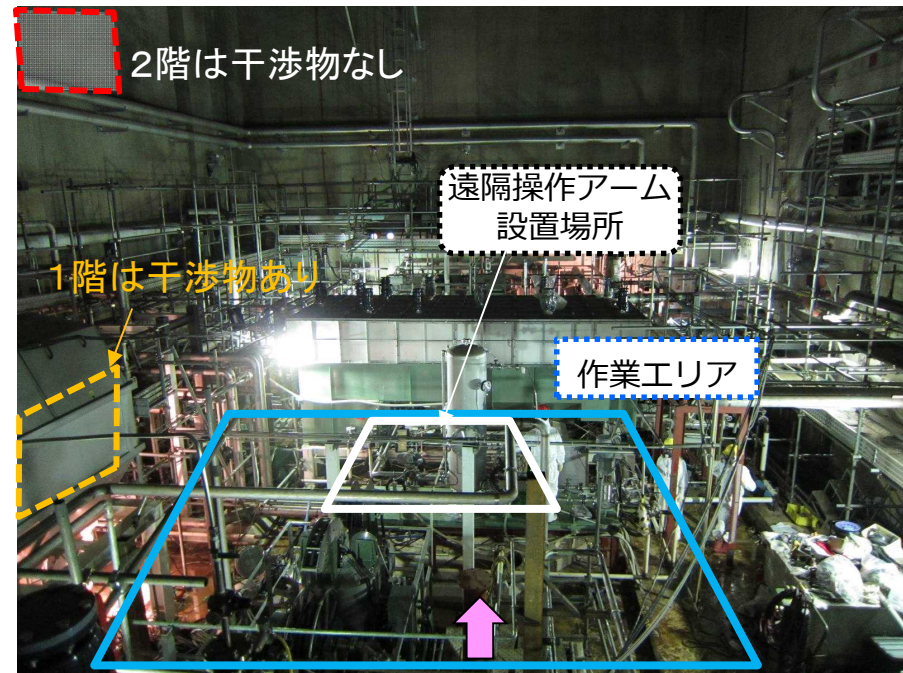 ２階は干渉物なし
遠隔操作アーム
設置場所
1階は干渉物あり
作業エリア